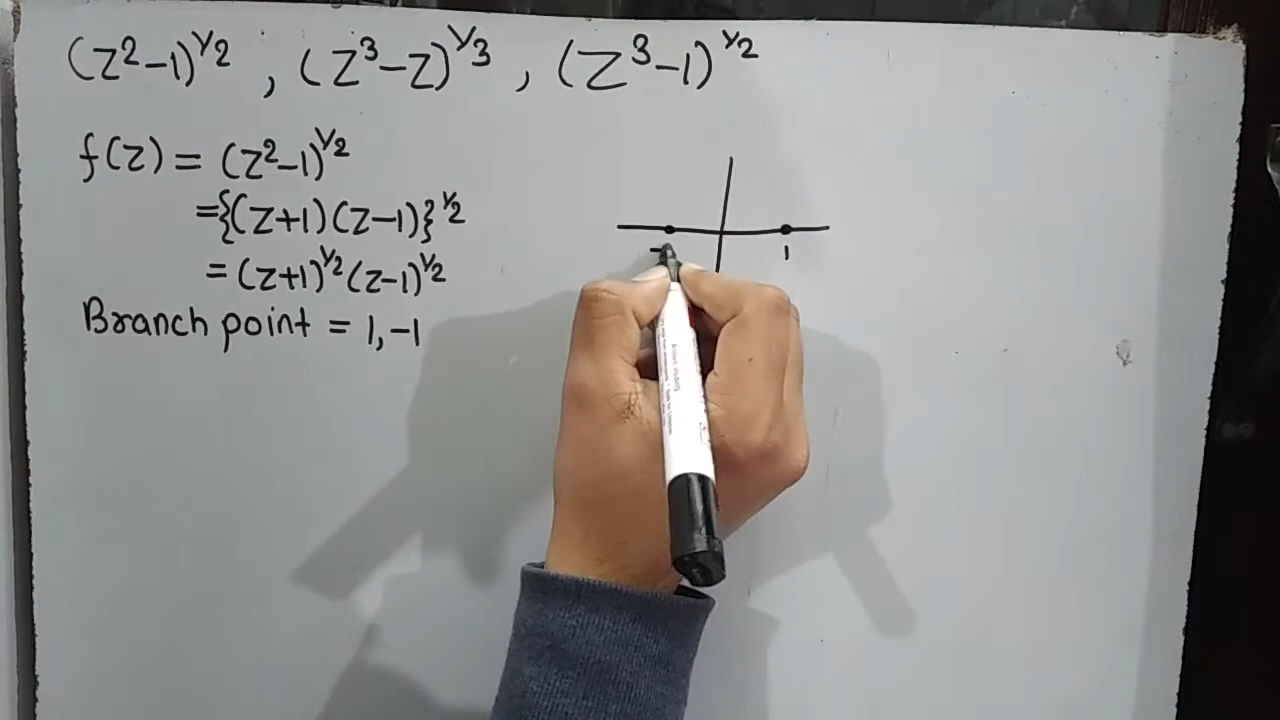 (z²-1)^½, (z³-z)^⅓, (z³-1)^½
f(z) = (z²-1)^½
={(z+1)(z-1)}^½
= (z+1)^½(z-1)^½
Branch point = 1,-1
- 1